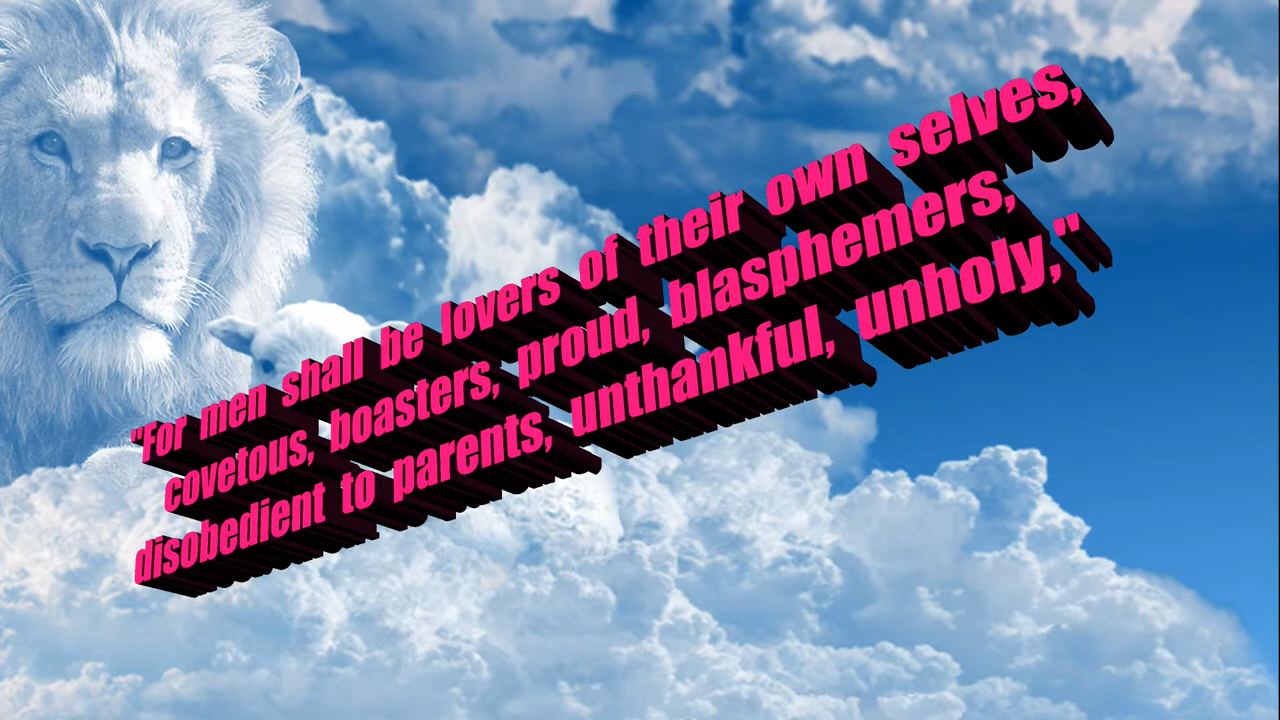 "For men shall be lovers of their own selves,
covetous, boasters, proud, blasphemers,
disobedient to parents, unthankful, unholy,"